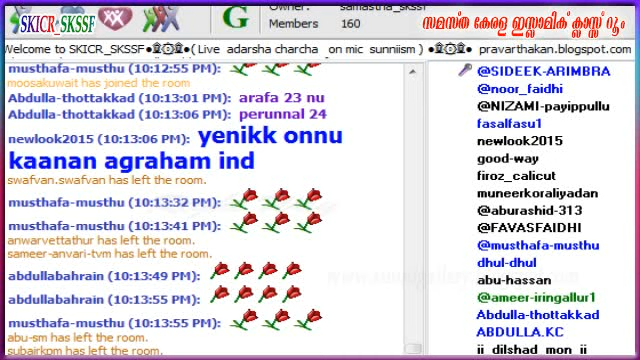 SKICR_SKSSF
G
Owner: samastha_skssf
Members 160
സമസ്ത കേരള ഇസ്ലാമിക് ക്ലാസ്സ് റൂം
Welcome to SKICR_SKSSF●۩۞۩●( Live adarsha charcha on mic sunniism ) ●۩۞۩● pravarthakan.blogspot.com
musthafa-musthu (10:12:55 PM):
moosakuwait has joined the room
Abdulla-thottakkad (10:13:01 PM): arafa 23 nu
Abdulla-thottakkad (10:13:06 PM): perunnal 24
newlook2015 (10:13:06 PM): yenikk onnu
kaanan agraham ind
swafvan.swafvan has left the room.
musthafa-musthu (10:13:32 PM):
musthafa-musthu (10:13:41 PM):
anwarvettathur has left the room.
sameer-anvari-tvm has left the room.
abdullabahrain (10:13:49 PM):
abdullabahrain (10:13:55 PM):
musthafa-musthu (10:13:55 PM):
abu-sm has left the room.
subairkpm has left the room.
@SIDEEK-ARIMBRA
@noor_faidhi
@NIZAMI-payippullu
fasalfasu1
newlook2015
good-way
firoz_calicut
muneerkoraliyadan
@aburashid-313
@FAVASFAIDHI
@musthafa-musthu
dhul-dhul
abu-hassan
@ameer-iringallur1
Abdulla-thottakkad
ABDULLA.KC
ji_dilshad_mon_ji